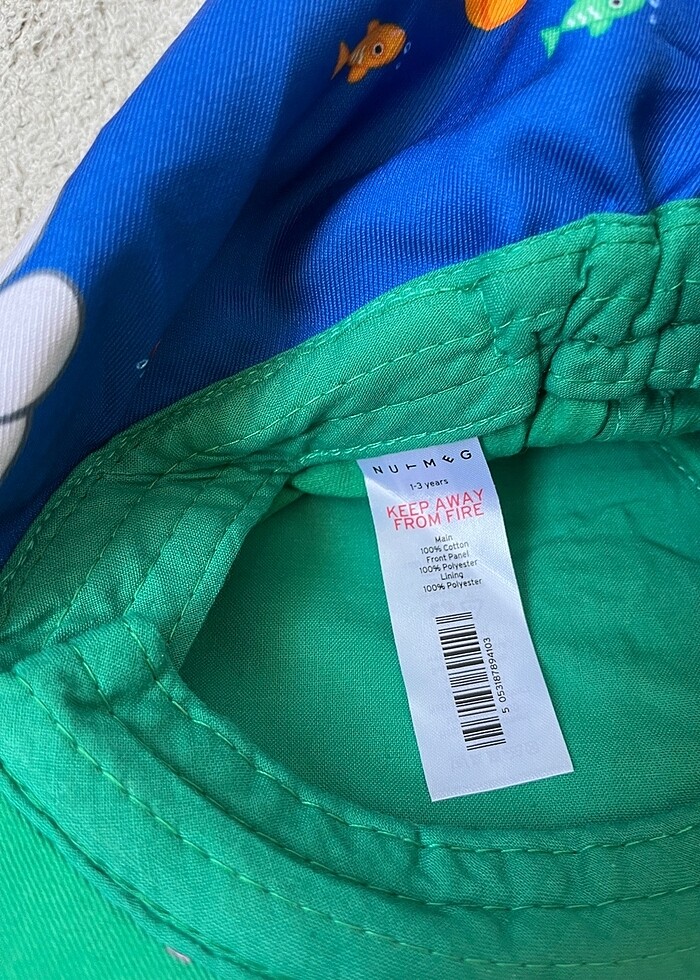 NUTMEG
1-3 years
KEEP AWAY
FROM FIRE
Main
100% Cotton
Front Panel
100% Polyester
Lining
100% Polyester
5 053187894103